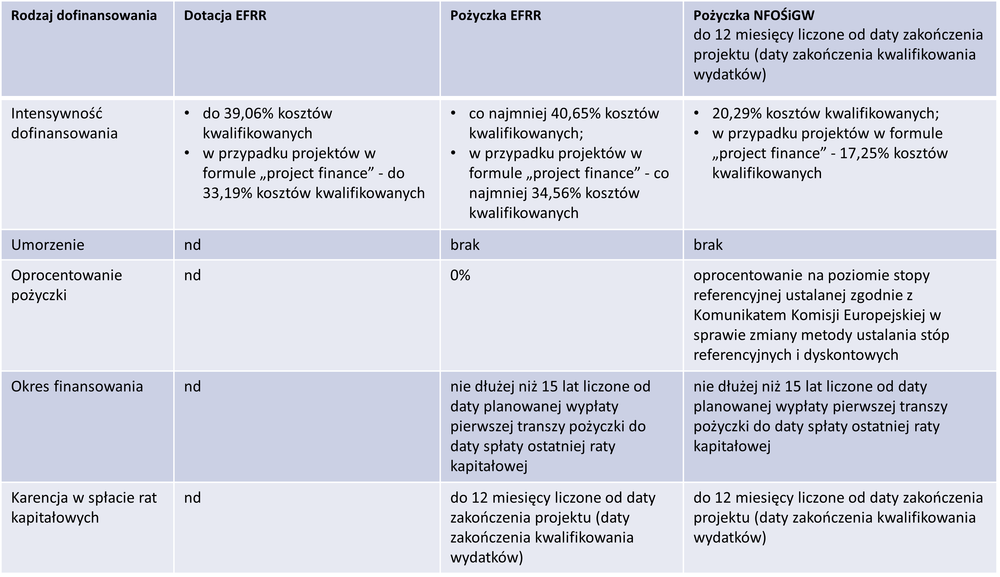 Rodzaj dofinansowania
Dotacja EFRR
Pożyczka EFRR
Pożyczka NFOŚiGW
do 12 miesięcy liczone od daty zakończenia
projektu (daty zakończenia kwalifikowania
wydatków)
Intensywność
dofinansowania
• do 39,06% kosztów
kwalifikowanych
• w przypadku projektów w
formule „project finance” - do
33,19% kosztów kwalifikowanych
• co najmniej 40,65% kosztów
kwalifikowanych;
• w przypadku projektów w
formule „project finance” - co
najmniej 34,56% kosztów
kwalifikowanych
• 20,29% kosztów kwalifikowanych;
• w przypadku projektów w formule
„project finance” - 17,25% kosztów
kwalifikowanych
Umorzenie
nd
brak
brak
Oprocentowanie
pożyczki
nd
0%
oprocentowanie na poziomie stopy
referencyjnej ustalanej zgodnie z
Komunikatem Komisji Europejskiej w
sprawie zmiany metody ustalania stóp
referencyjnych i dyskontowych
Okres finansowania
nd
nie dłużej niż 15 lat liczone od
daty planowanej wypłaty
pierwszej transzy pożyczki do
daty spłaty ostatniej raty
kapitałowej
nie dłużej niż 15 lat liczone od daty
planowanej wypłaty pierwszej transzy
pożyczki do daty spłaty ostatniej raty
kapitałowej
Karencja w spłacie rat
kapitałowych
nd
do 12 miesięcy liczone od daty
zakończenia projektu (daty
zakończenia kwalifikowania
wydatków)
do 12 miesięcy liczone od daty zakończenia
projektu (daty zakończenia kwalifikowania
wydatków)